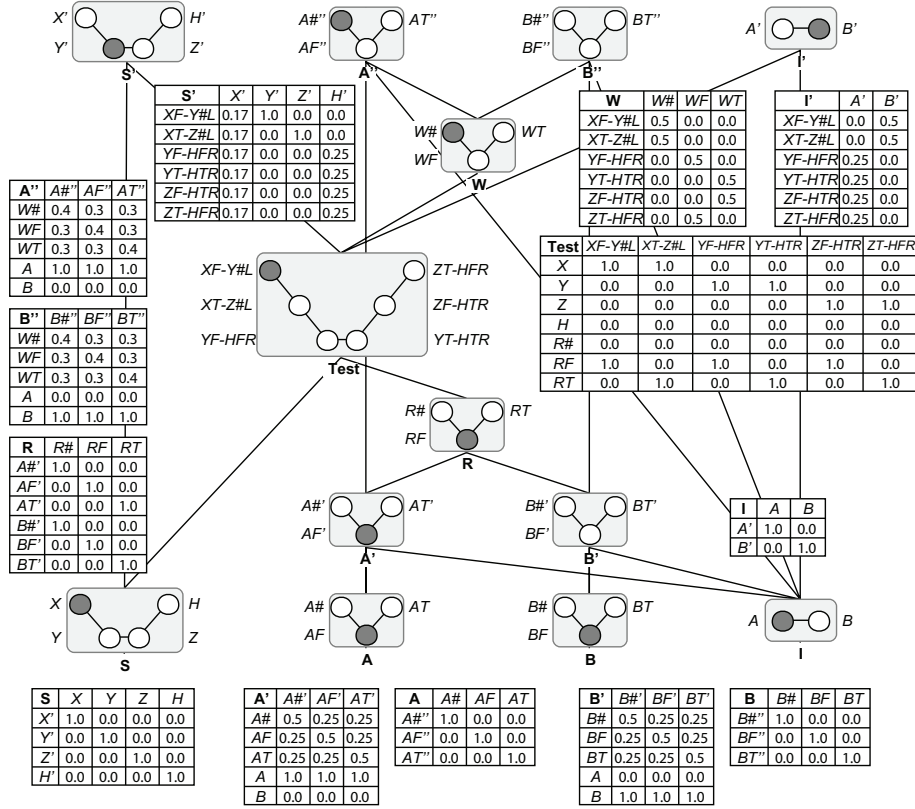 X' H' A#'' AT'' B#'' BT'' A' B'
Y' Z' AF'' BF''
S' A'' B'' I'
S' X' Y' Z' H'
XF-Y#L 0.17 1.0 0.0 0.0
XT-Z#L 0.17 0.0 1.0 0.0
YF-HFR 0.17 0.0 0.0 0.25
YT-HTR 0.17 0.0 0.0 0.25
ZF-HTR 0.17 0.0 0.0 0.25
ZT-HFR 0.17 0.0 0.0 0.25
W# WT
WF
W
W W# WF WT
XF-Y#L 0.5 0.0 0.0
XT-Z#L 0.5 0.0 0.0
YF-HFR 0.0 0.5 0.0
YT-HTR 0.0 0.0 0.5
ZF-HTR 0.0 0.0 0.5
ZT-HFR 0.0 0.5 0.0
I' A' B'
XF-Y#L 0.0 0.5
XT-Z#L 0.0 0.5
YF-HFR 0.25 0.0
YT-HTR 0.25 0.0
ZF-HTR 0.25 0.0
ZT-HFR 0.25 0.0
A'' A#'' AF'' AT''
W# 0.4 0.3 0.3
WF 0.3 0.4 0.3
WT 0.3 0.3 0.4
A 1.0 1.0 1.0
B 0.0 0.0 0.0
Test XF-Y#L XT-Z#L YF-HFR YT-HTR ZF-HTR ZT-HFR
X 1.0 1.0 0.0 0.0 0.0 0.0
Y 0.0 0.0 1.0 1.0 0.0 0.0
Z 0.0 0.0 0.0 0.0 1.0 1.0
H 0.0 0.0 0.0 0.0 0.0 0.0
R# 0.0 0.0 0.0 0.0 0.0 0.0
RF 1.0 0.0 1.0 0.0 1.0 0.0
RT 0.0 1.0 0.0 1.0 0.0 1.0
XF-Y#L ZT-HFR
XT-Z#L ZF-HTR
YF-HFR YT-HTR
Test
B'' B#'' BF'' BT''
W# 0.4 0.3 0.3
WF 0.3 0.4 0.3
WT 0.3 0.3 0.4
A 0.0 0.0 0.0
B 1.0 1.0 1.0
R# RT
RF
R
R R# RF RT
A#' 1.0 0.0 0.0
AF' 0.0 1.0 0.0
AT' 0.0 0.0 1.0
B#' 1.0 0.0 0.0
BF' 0.0 1.0 0.0
BT' 0.0 0.0 1.0
A#' AT' B#' BT'
AF' BF'
A' B'
I A B
A' 1.0 0.0
B' 0.0 1.0
X H A# AT B# BT A B
Y Z AF BF
S A B I
S X Y Z H
X' 1.0 0.0 0.0 0.0
Y' 0.0 1.0 0.0 0.0
Z' 0.0 0.0 1.0 0.0
H' 0.0 0.0 0.0 1.0
A' A#' AF' AT'
A# 0.5 0.25 0.25
AF 0.25 0.5 0.25
AT 0.25 0.25 0.5
A 1.0 1.0 1.0
B 0.0 0.0 0.0
A A# AF AT
A#'' 1.0 0.0 0.0
AF'' 0.0 1.0 0.0
AT'' 0.0 0.0 1.0
B' B#' BF' BT'
B# 0.5 0.25 0.25
BF 0.25 0.5 0.25
BT 0.25 0.25 0.5
A 0.0 0.0 0.0
B 1.0 1.0 1.0
B B# BF BT
B#'' 1.0 0.0 0.0
BF'' 0.0 1.0 0.0
BT'' 0.0 0.0 1.0